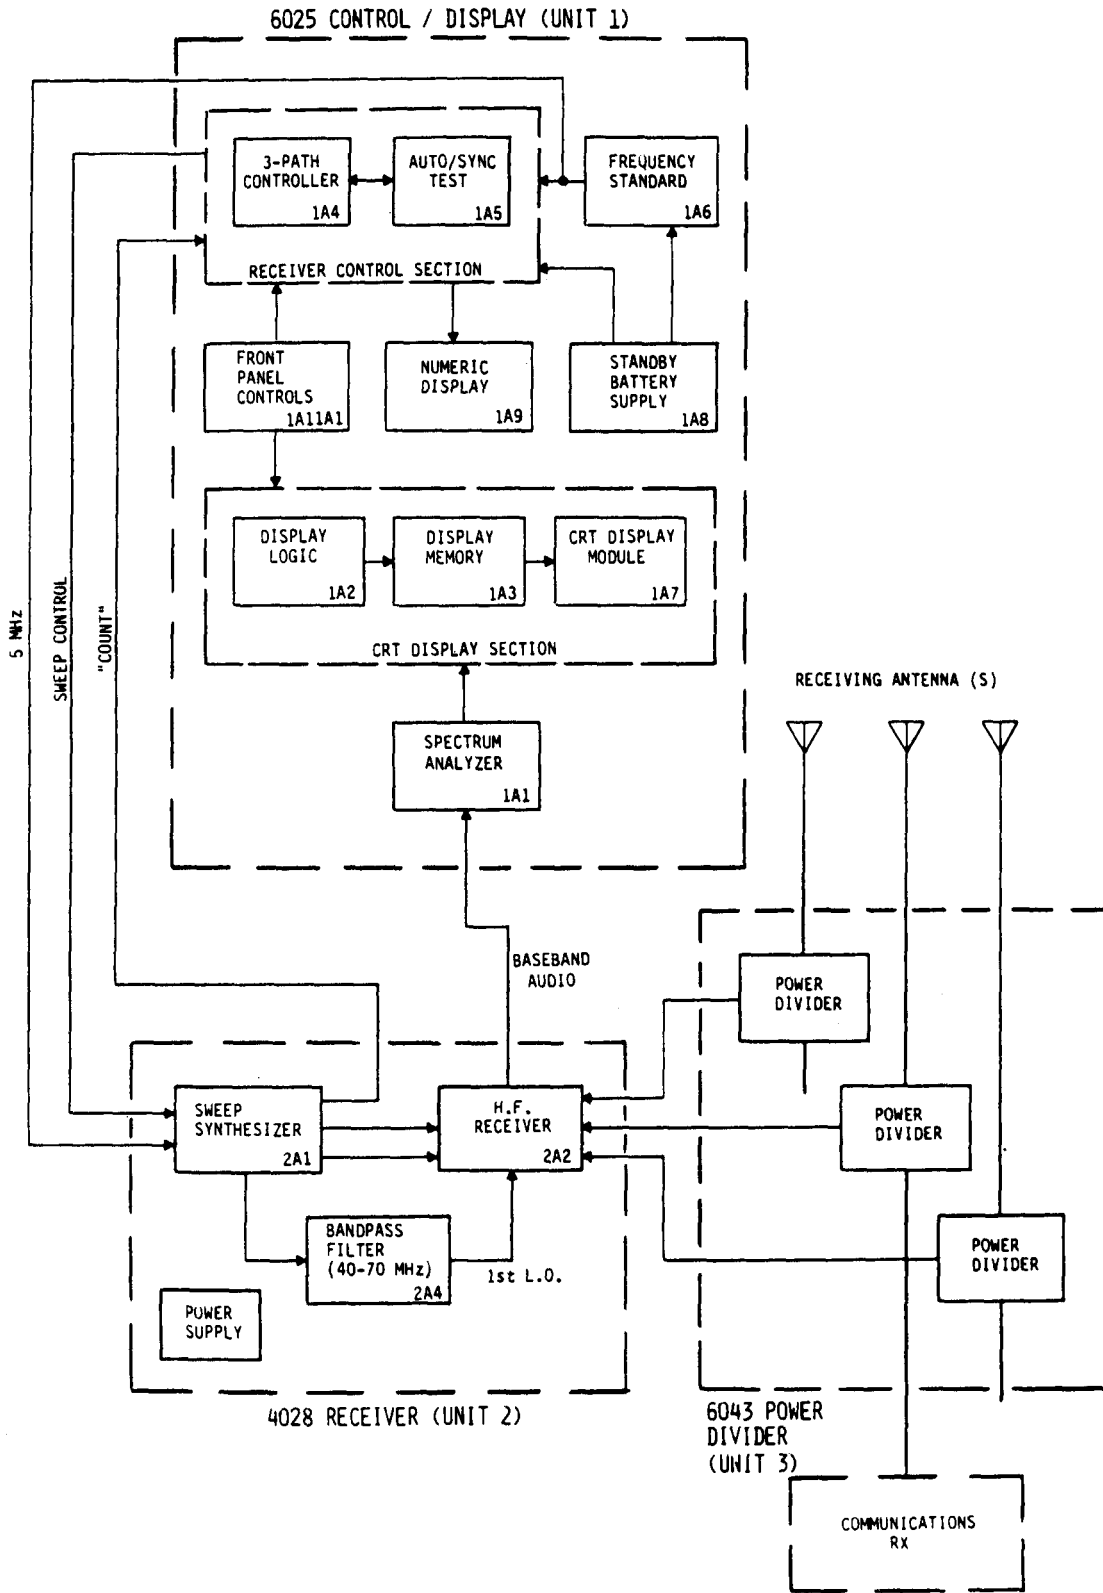 6025 CONTROL / DISPLAY (UNIT 1)
3-PATH
CONTROLLER
1A4
AUTO/SYNC
TEST
1A5
FREQUENCY
STANDARD
1A6
RECEIVER CONTROL SECTION
FRONT
PANEL
CONTROLS
1A11A1
NUMERIC
DISPLAY
1A9
STANDBY
BATTERY
SUPPLY
1A8
DISPLAY
LOGIC
1A2
DISPLAY
MEMORY
1A3
CRT DISPLAY
MODULE
1A7
CRT DISPLAY SECTION
5 MHz
SWEEP CONTROL
"COUNT"
SPECTRUM
ANALYZER
1A1
RECEIVING ANTENNA (S)
BASEBAND
AUDIO
POWER
DIVIDER
SWEEP
SYNTHESIZER
2A1
H.F.
RECEIVER
2A2
POWER
DIVIDER
BANDPASS
FILTER
(40-70 MHz)
2A4
1st L.O.
POWER
DIVIDER
POWER
SUPPLY
4028 RECEIVER (UNIT 2)
6043 POWER
DIVIDER
(UNIT 3)
COMMUNICATIONS
RX